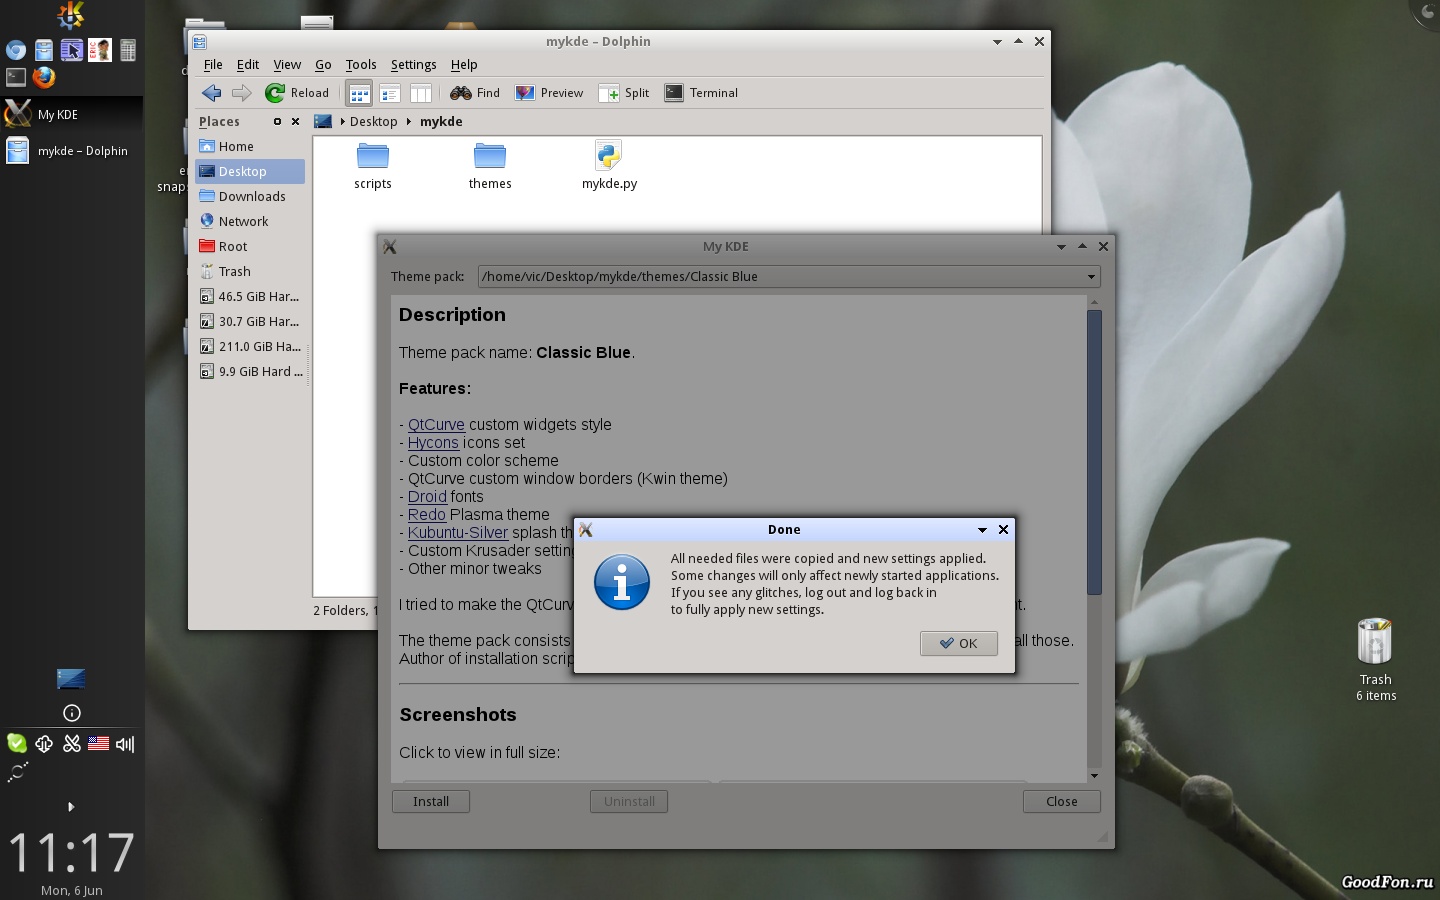 mykde – Dolphin
File Edit View Go Tools Settings Help
Reload Find Preview Split Terminal
Places
Desktop mykde
Home
Desktop
Downloads
Network
Root
Trash
46.5 GiB Har...
30.7 GiB Har...
211.0 GiB Ha...
9.9 GiB Hard ...
scripts themes mykde.py
2 Folders, 1
My KDE
mykde – Dolphin
ERIC
snaps
My KDE
Theme pack: /home/vic/Desktop/mykde/themes/Classic Blue
Description
Theme pack name: Classic Blue.
Features:
- QtCurve custom widgets style
- Hycons icons set
- Custom color scheme
- QtCurve custom window borders (Kwin theme)
- Droid fonts
- Redo Plasma theme
- Kubuntu-Silver splash th
- Custom Krusader setting
- Other minor tweaks
I tried to make the QtCurv t.
The theme pack consists all those.
Author of installation scrip
Screenshots
Click to view in full size:
Install Uninstall Close
Done
All needed files were copied and new settings applied.
Some changes will only affect newly started applications.
If you see any glitches, log out and log back in
to fully apply new settings.
OK
Trash
6 items
11:17
Mon, 6 Jun
GoodFon.ru